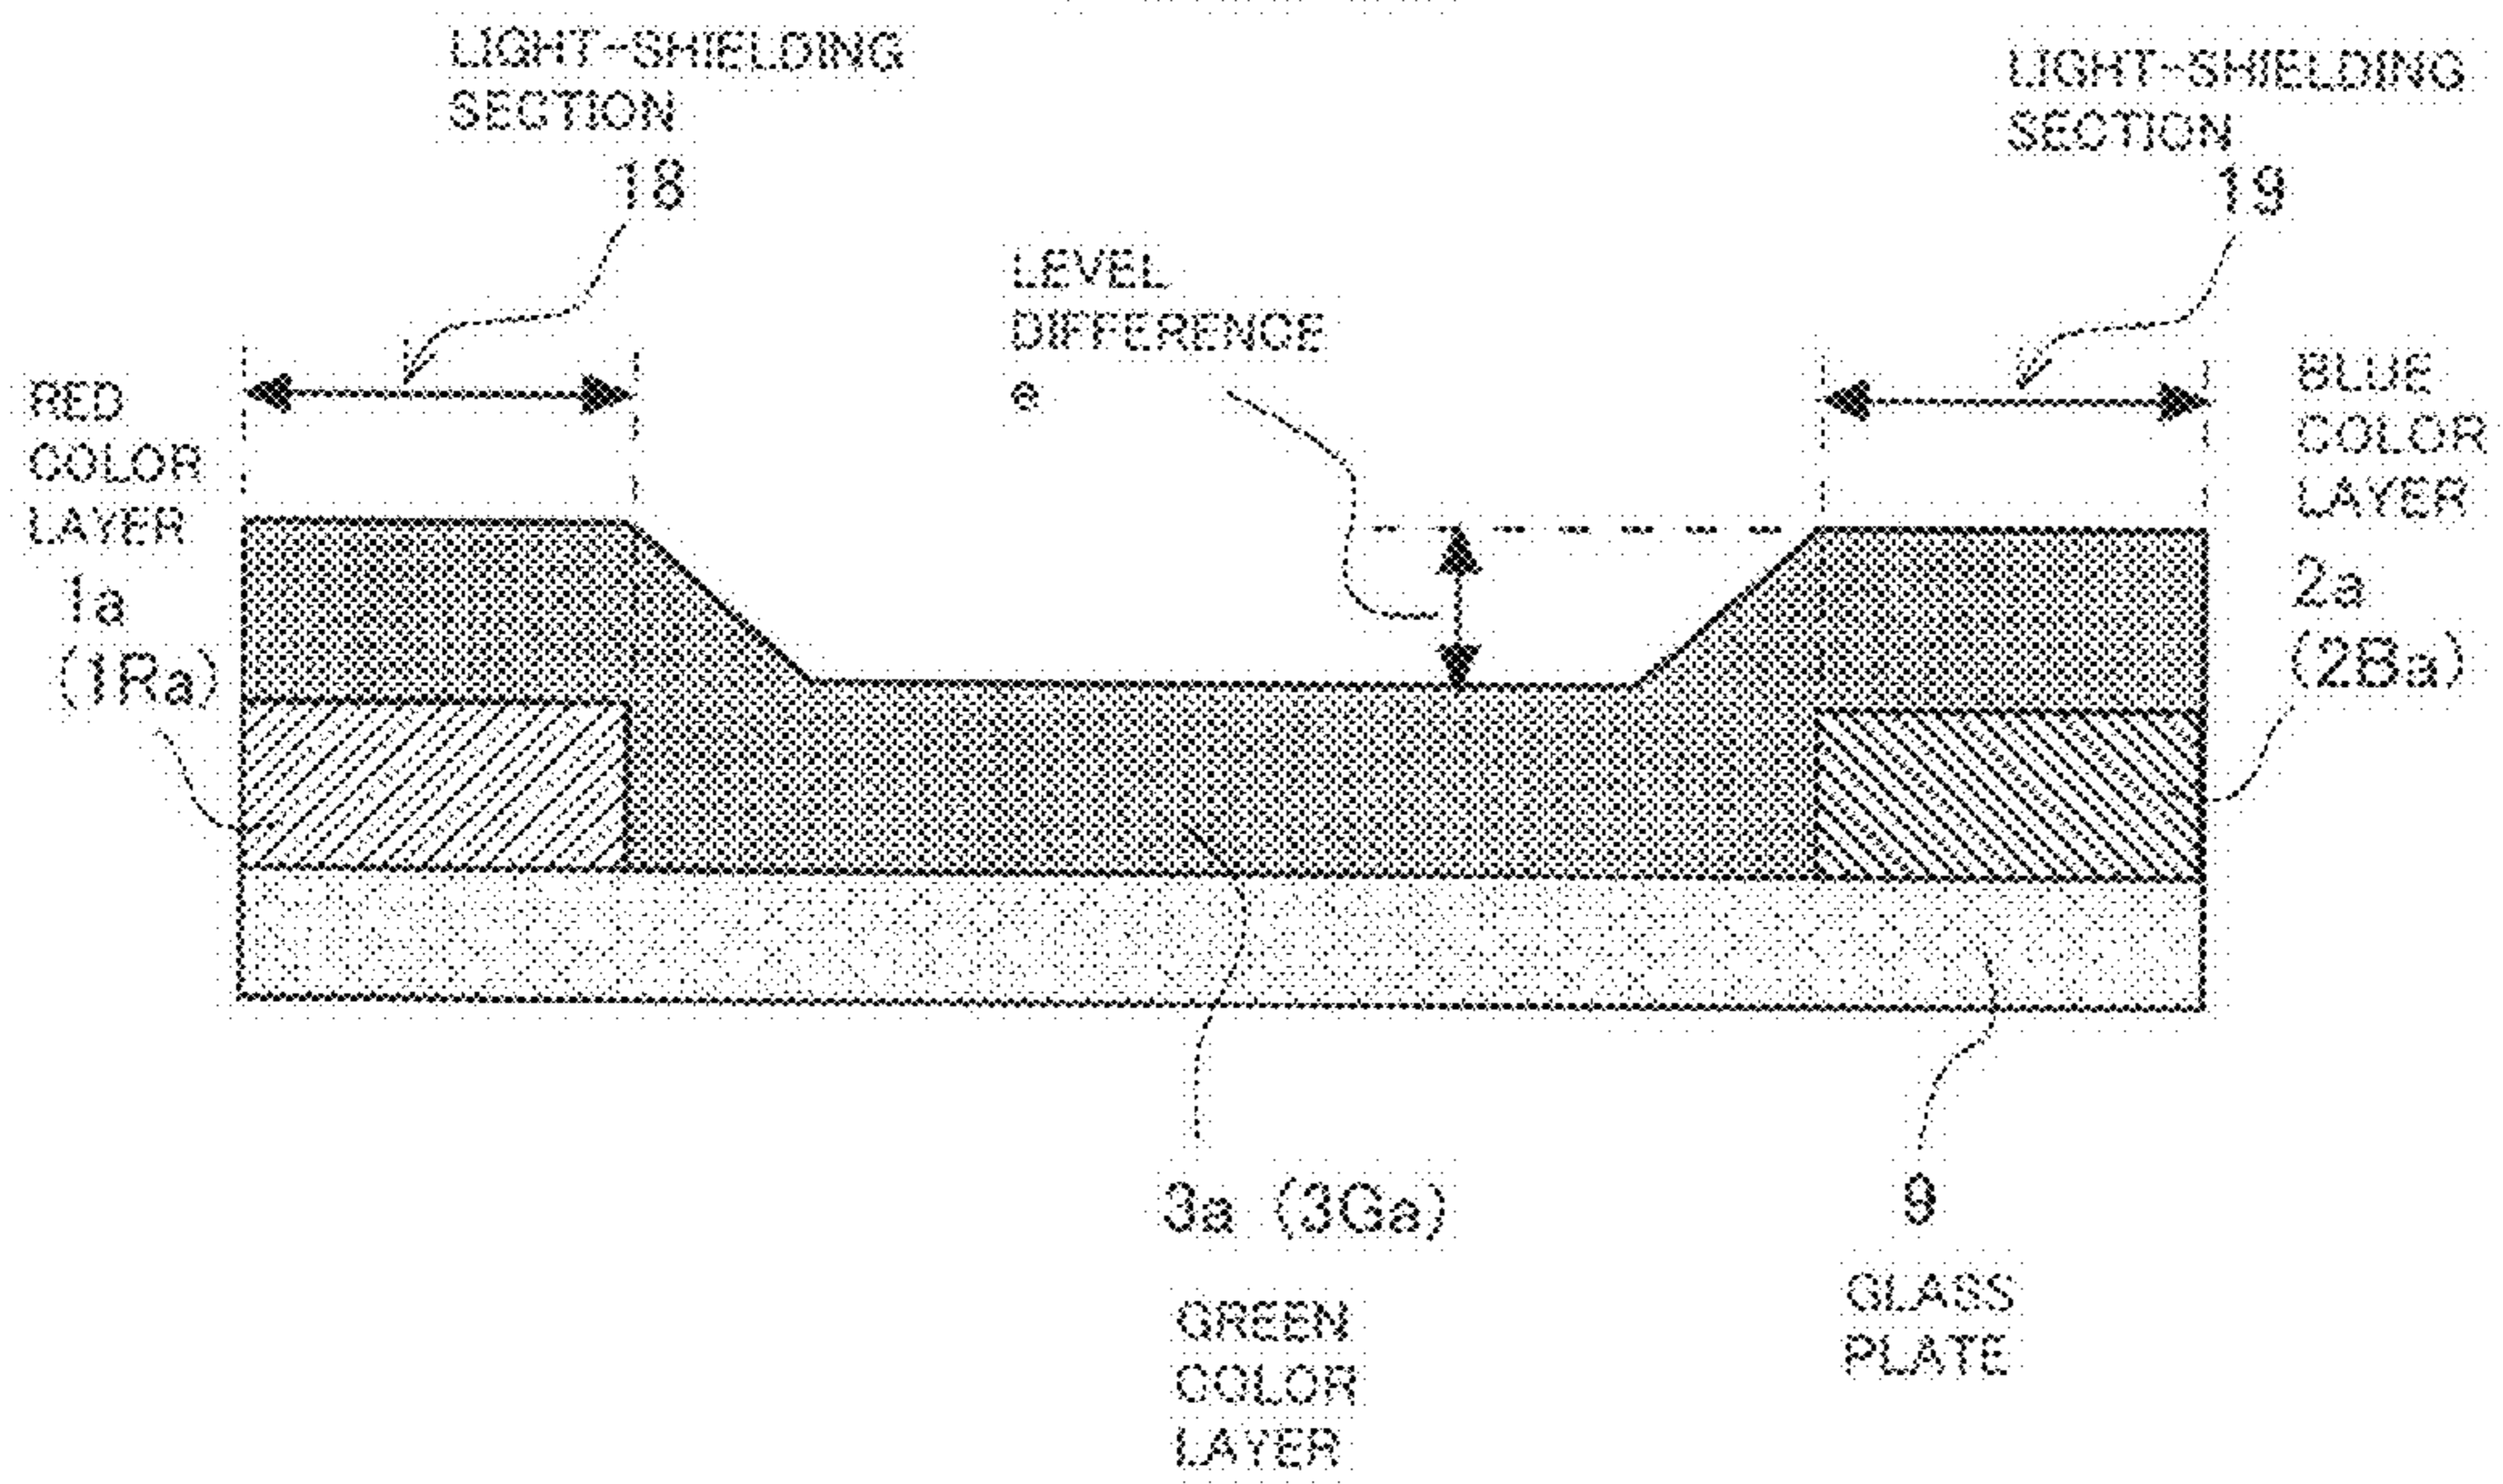 LIGHT-SHIELDING
SECTION
18
LIGHT-SHIELDING
SECTION
19
LEVEL
DIFFERENCE
e
RED
COLOR
LAYER
1a
(1Ra)
BLUE
COLOR
LAYER
2a
(2Ba)
3a (3Ga)
GREEN
COLOR
LAYER
9
GLASS
PLATE